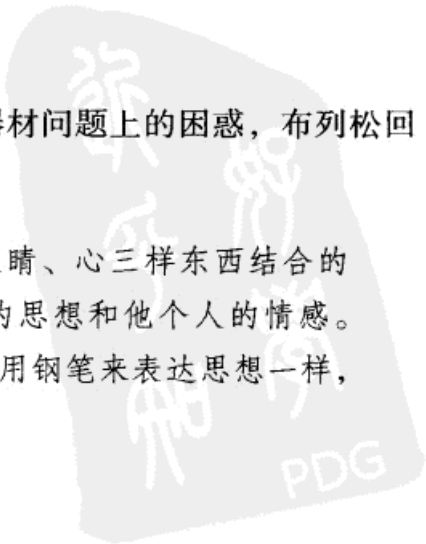 材问题上的困惑，布列松回
睛、心三样东西结合的
的思想和他个人的情感。
用钢笔来表达思想一样，
PDG